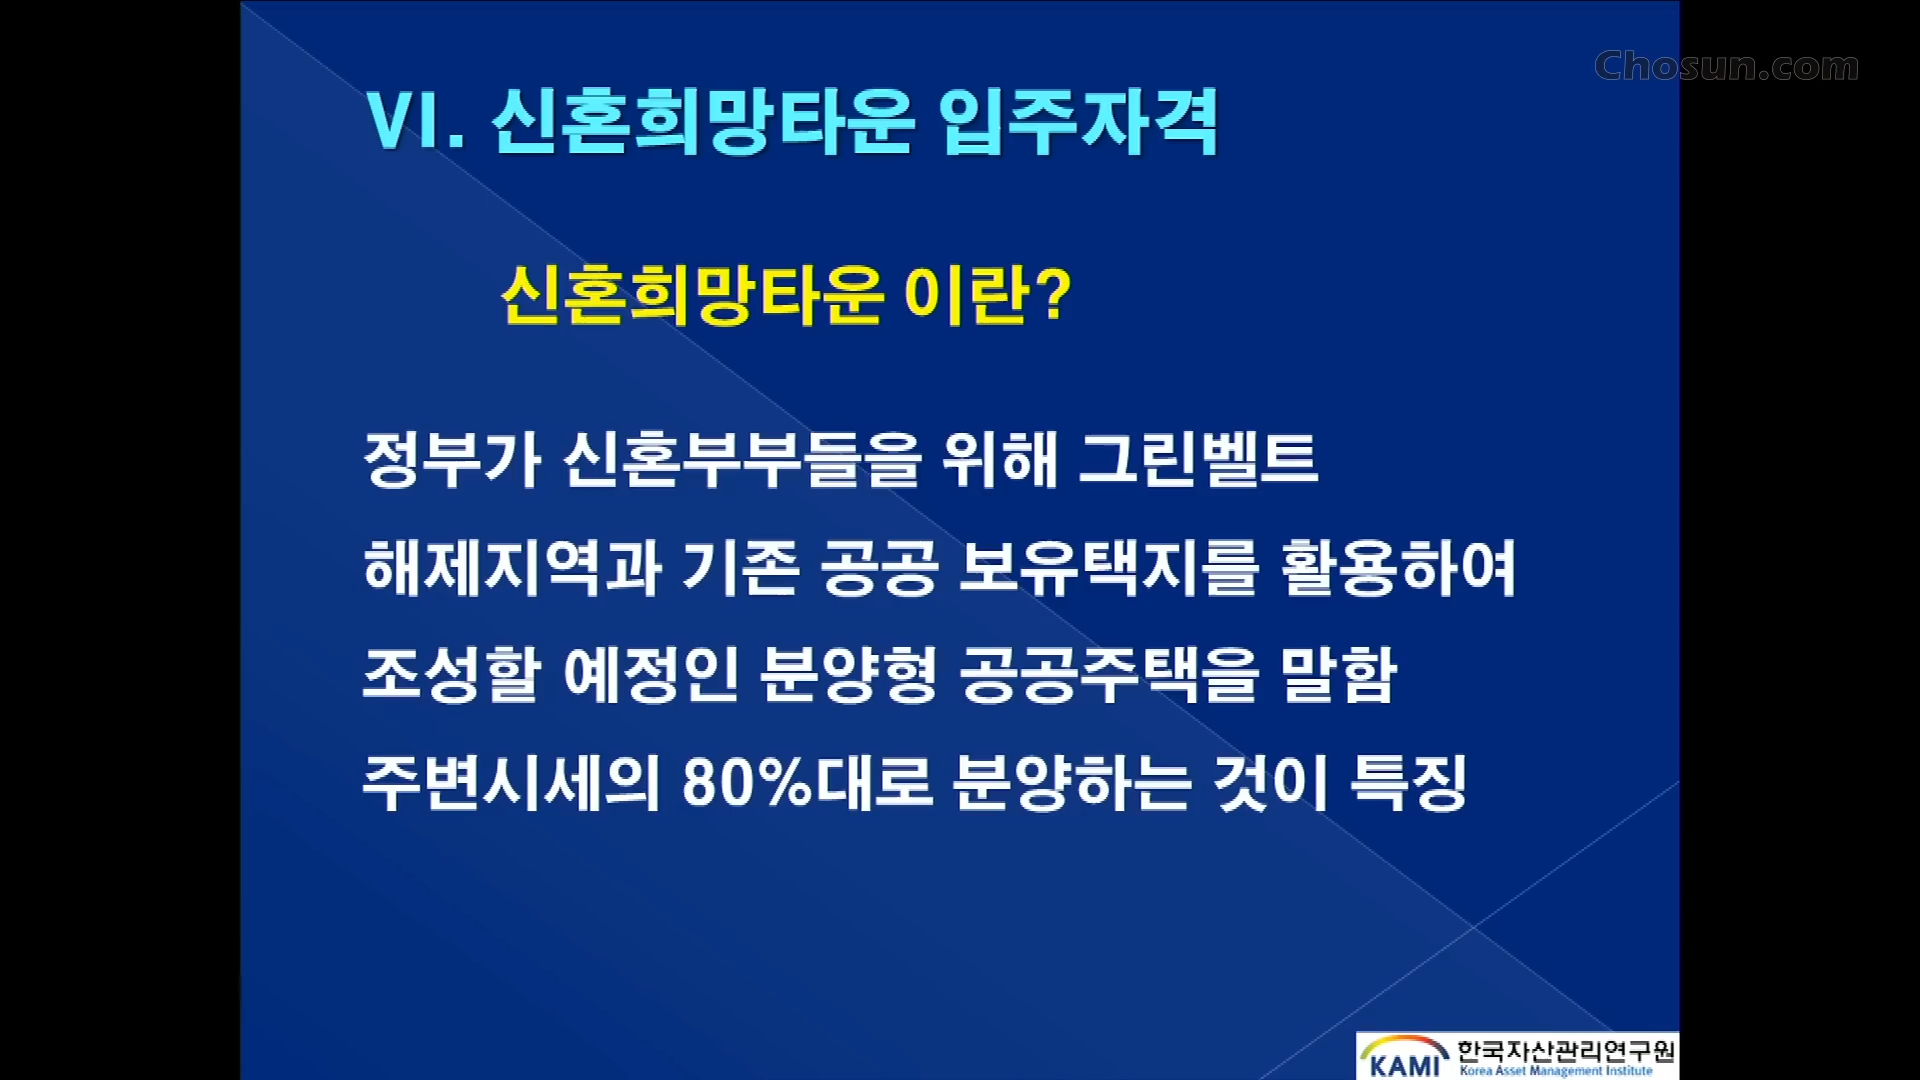 Chosun.com
VI. 신혼희망타운 입주자격
신혼희망타운 이란?
정부가 신혼부부들을 위해 그린벨트
해제지역과 기존 공공 보유택지를 활용하여
조성할 예정인 분양형 공공주택을 말함
주변시세의 80%대로 분양하는 것이 특징
KAMI 한국자산관리연구원
Korea Asset Management Institute